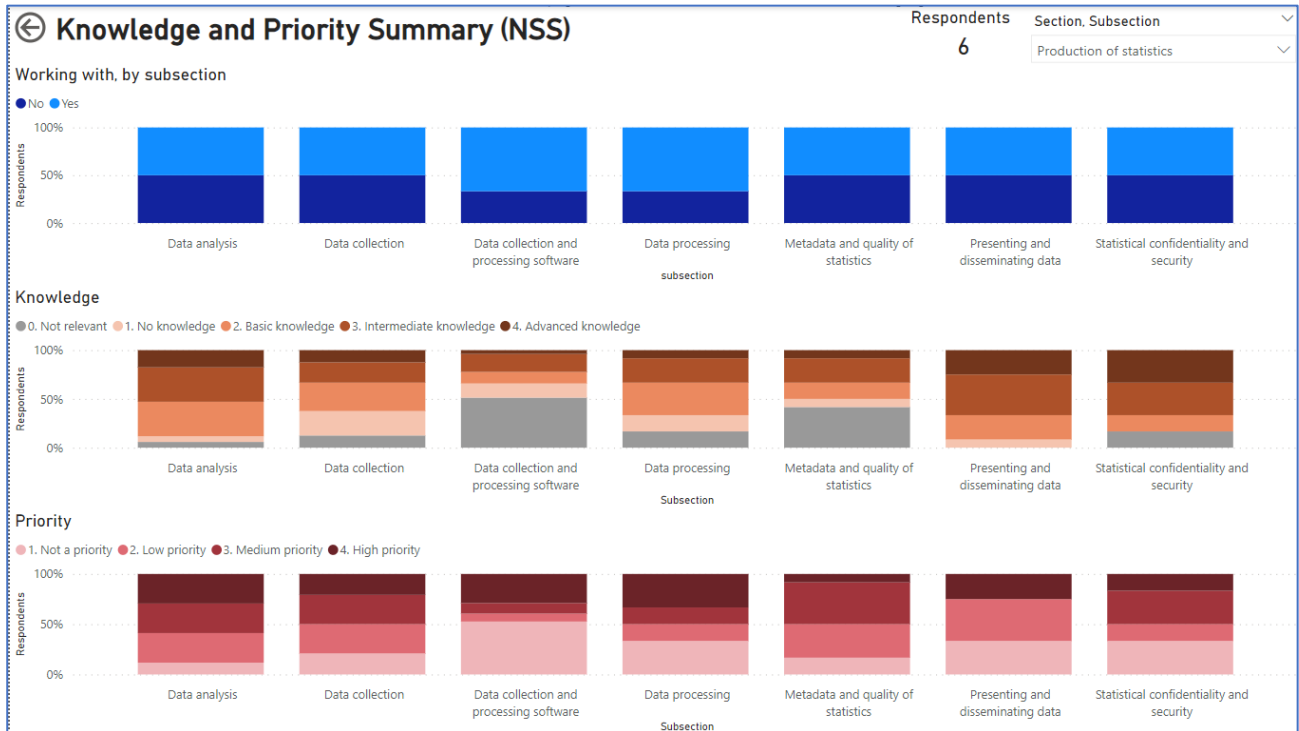 Knowledge and Priority Summary (NSS)
Respondents
6
Section, Subsection
Production of statistics
Working with, by subsection
No Yes
100%
50%
0%
Respondents
Data analysis
Data collection
Data collection and
processing software
Data processing
Metadata and quality of
statistics
Presenting and
disseminating data
Statistical confidentiality and
security
subsection
Knowledge
0. Not relevant 1. No knowledge 2. Basic knowledge 3. Intermediate knowledge 4. Advanced knowledge
100%
50%
0%
Respondents
Data analysis
Data collection
Data collection and
processing software
Data processing
Metadata and quality of
statistics
Presenting and
disseminating data
Statistical confidentiality and
security
Subsection
Priority
1. Not a priority 2. Low priority 3. Medium priority 4. High priority
100%
50%
0%
Respondents
Data analysis
Data collection
Data collection and
processing software
Data processing
Metadata and quality of
statistics
Presenting and
disseminating data
Statistical confidentiality and
security
Subsection